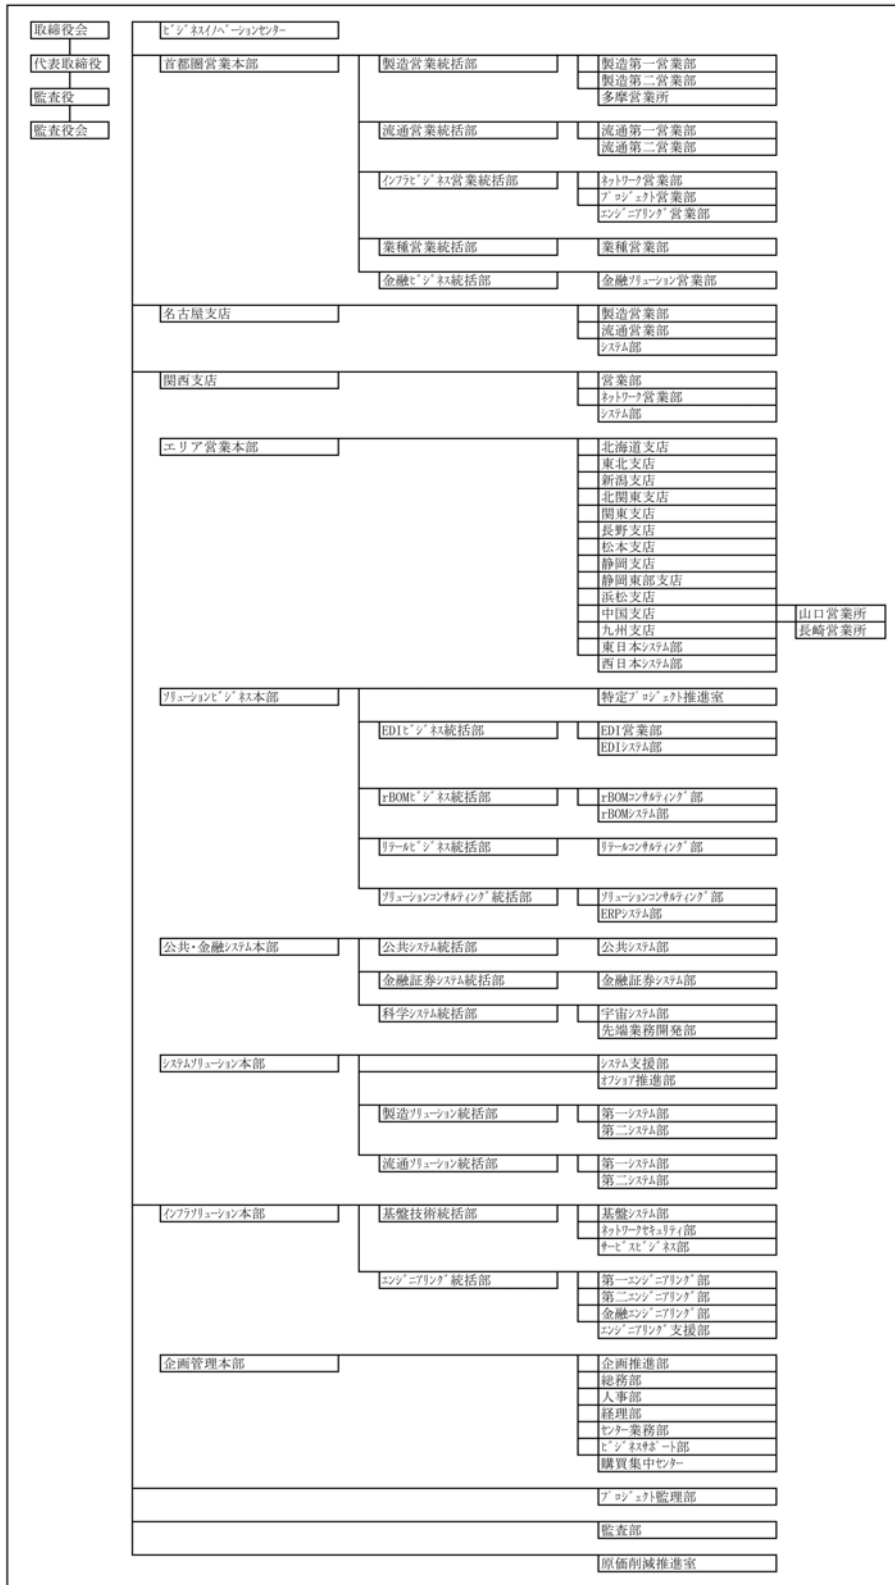 取締役会
代表取締役
監査役
監査役会
ﾋﾞｼﾞﾈｽｲﾉﾍﾞｰｼｮﾝｾﾝﾀｰ
首都圏営業本部
製造営業統括部
製造第一営業部
製造第二営業部
多摩営業所
流通営業統括部
流通第一営業部
流通第二営業部
ｲﾝﾌﾗﾋﾞｼﾞﾈｽ営業統括部
ﾈｯﾄﾜｰｸ営業部
ﾌﾟﾛｼﾞｪｸﾄ営業部
ｴﾝｼﾞﾆｱﾘﾝｸﾞ営業部
業種営業統括部
業種営業部
金融ﾋﾞｼﾞﾈｽ統括部
金融ｿﾘｭｰｼｮﾝ営業部
名古屋支店
製造営業部
流通営業部
ｼｽﾃﾑ部
関西支店
営業部
ﾈｯﾄﾜｰｸ営業部
ｼｽﾃﾑ部
エリア営業本部
北海道支店
東北支店
新潟支店
北関東支店
関東支店
長野支店
松本支店
静岡支店
静岡東部支店
浜松支店
中国支店
山口営業所
九州支店
長崎営業所
東日本ｼｽﾃﾑ部
西日本ｼｽﾃﾑ部
ｿﾘｭｰｼｮﾝﾋﾞｼﾞﾈｽ本部
特定ﾌﾟﾛｼﾞｪｸﾄ推進室
EDIﾋﾞｼﾞﾈｽ統括部
EDI営業部
EDIｼｽﾃﾑ部
rBOMﾋﾞｼﾞﾈｽ統括部
rBOMｺﾝｻﾙﾃｨﾝｸﾞ部
rBOMｼｽﾃﾑ部
ﾘﾃｰﾙﾋﾞｼﾞﾈｽ統括部
ﾘﾃｰﾙｺﾝｻﾙﾃｨﾝｸﾞ部
ｿﾘｭｰｼｮﾝｺﾝｻﾙﾃｨﾝｸﾞ統括部
ｿﾘｭｰｼｮﾝｺﾝｻﾙﾃｨﾝｸﾞ部
ERPｼｽﾃﾑ部
公共・金融ｼｽﾃﾑ本部
公共ｼｽﾃﾑ統括部
公共ｼｽﾃﾑ部
金融証券ｼｽﾃﾑ統括部
金融証券ｼｽﾃﾑ部
科学ｼｽﾃﾑ統括部
宇宙ｼｽﾃﾑ部
先端業務開発部
ｼｽﾃﾑｿﾘｭｰｼｮﾝ本部
ｼｽﾃﾑ支援部
ｵﾌｼｮｱ推進部
製造ｿﾘｭｰｼｮﾝ統括部
第一ｼｽﾃﾑ部
第二ｼｽﾃﾑ部
流通ｿﾘｭｰｼｮﾝ統括部
第一ｼｽﾃﾑ部
第二ｼｽﾃﾑ部
ｲﾝﾌﾗｿﾘｭｰｼｮﾝ本部
基盤技術統括部
基盤ｼｽﾃﾑ部
ﾈｯﾄﾜｰｸｾｷｭﾘﾃｨ部
ｻｰﾋﾞｽﾋﾞｼﾞﾈｽ部
ｴﾝｼﾞﾆｱﾘﾝｸﾞ統括部
第一ｴﾝｼﾞﾆｱﾘﾝｸﾞ部
第二ｴﾝｼﾞﾆｱﾘﾝｸﾞ部
金融ｴﾝｼﾞﾆｱﾘﾝｸﾞ部
ｴﾝｼﾞﾆｱﾘﾝｸﾞ支援部
企画管理本部
企画推進部
総務部
人事部
経理部
ｾﾝﾀｰ業務部
ﾋﾞｼﾞﾈｽｻﾎﾟｰﾄ部
購買集中ｾﾝﾀｰ
ﾌﾟﾛｼﾞｪｸﾄ監理部
監査部
原価削減推進室